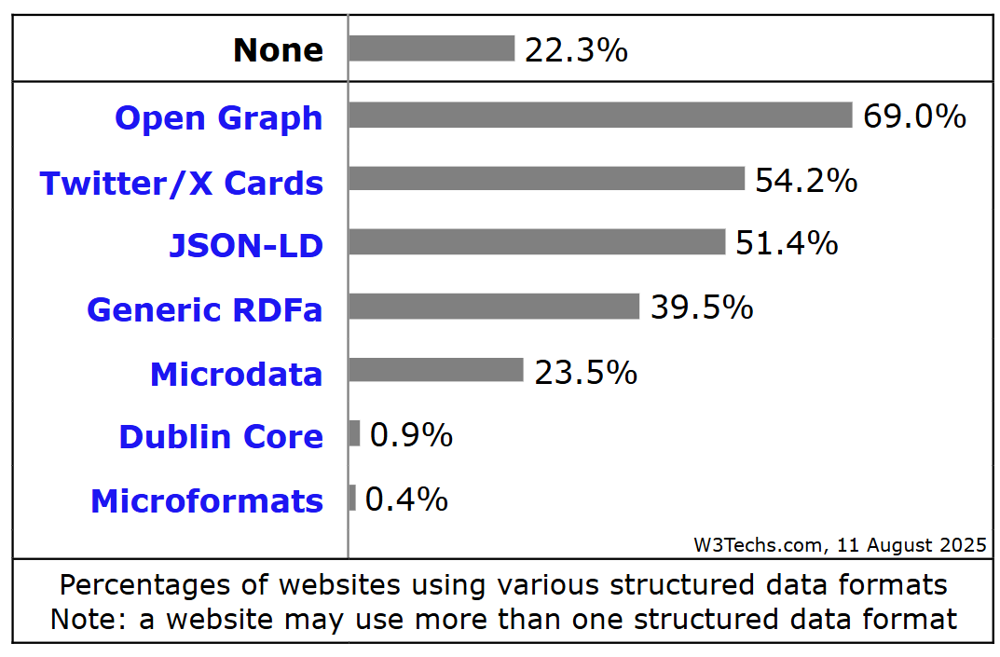 None 22.3%
Open Graph 69.0%
Twitter/X Cards 54.2%
JSON-LD 51.4%
Generic RDFa 39.5%
Microdata 23.5%
Dublin Core 0.9%
Microformats 0.4%
W3Techs.com, 11 August 2025
Percentages of websites using various structured data formats
Note: a website may use more than one structured data format